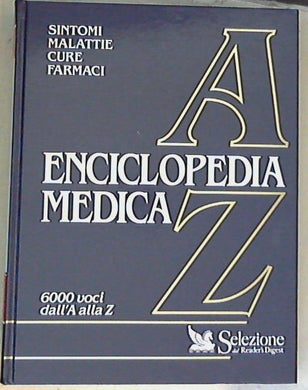 SINTOMI
MALATTIE
CURE
FARMACI
A
ENCICLOPEDIA
MEDICA
Z
6000 voci
dall'A alla Z
Selezione
dal Reader's Digest